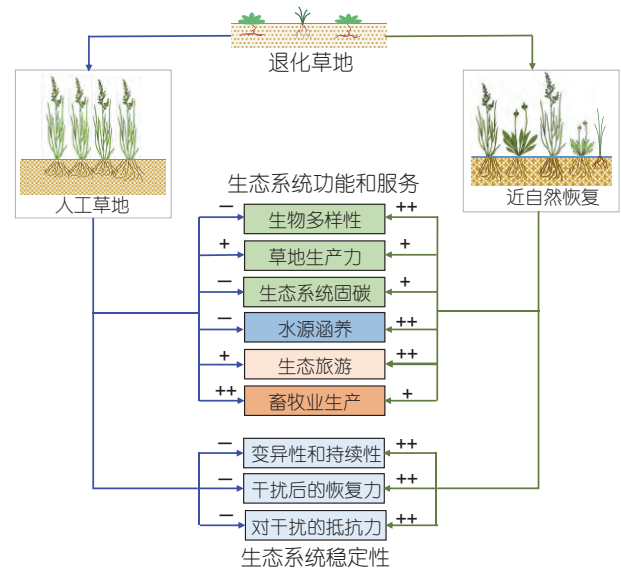 退化草地
人工草地
近自然恢复
生态系统功能和服务
− 生物多样性 ++
+ 草地生产力 +
− 生态系统固碳 +
− 水源涵养 ++
+ 生态旅游 ++
++ 畜牧业生产 +
− 变异性和持续性 ++
− 干扰后的恢复力 ++
− 对干扰的抵抗力 ++
生态系统稳定性